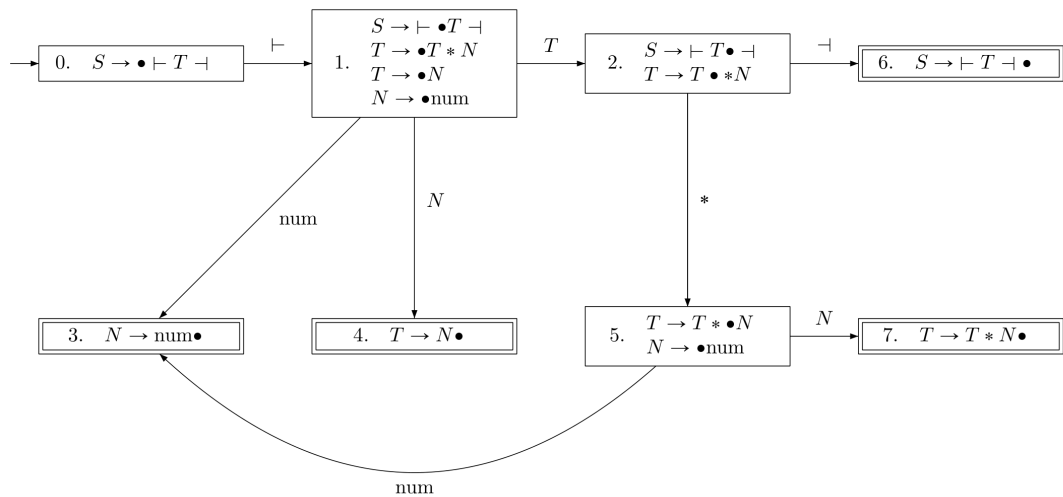 0. S → • ⊢ T ⊣
⊢
1. S → ⊢ •T ⊣
T → •T ∗ N
T → •N
N → •num
T
2. S → ⊢ T• ⊣
T → T • ∗N
⊣
6. S → ⊢ T ⊣ •
num
N
∗
3. N → num•
4. T → N•
5. T → T ∗ •N
N → •num
N
7. T → T ∗ N•
num